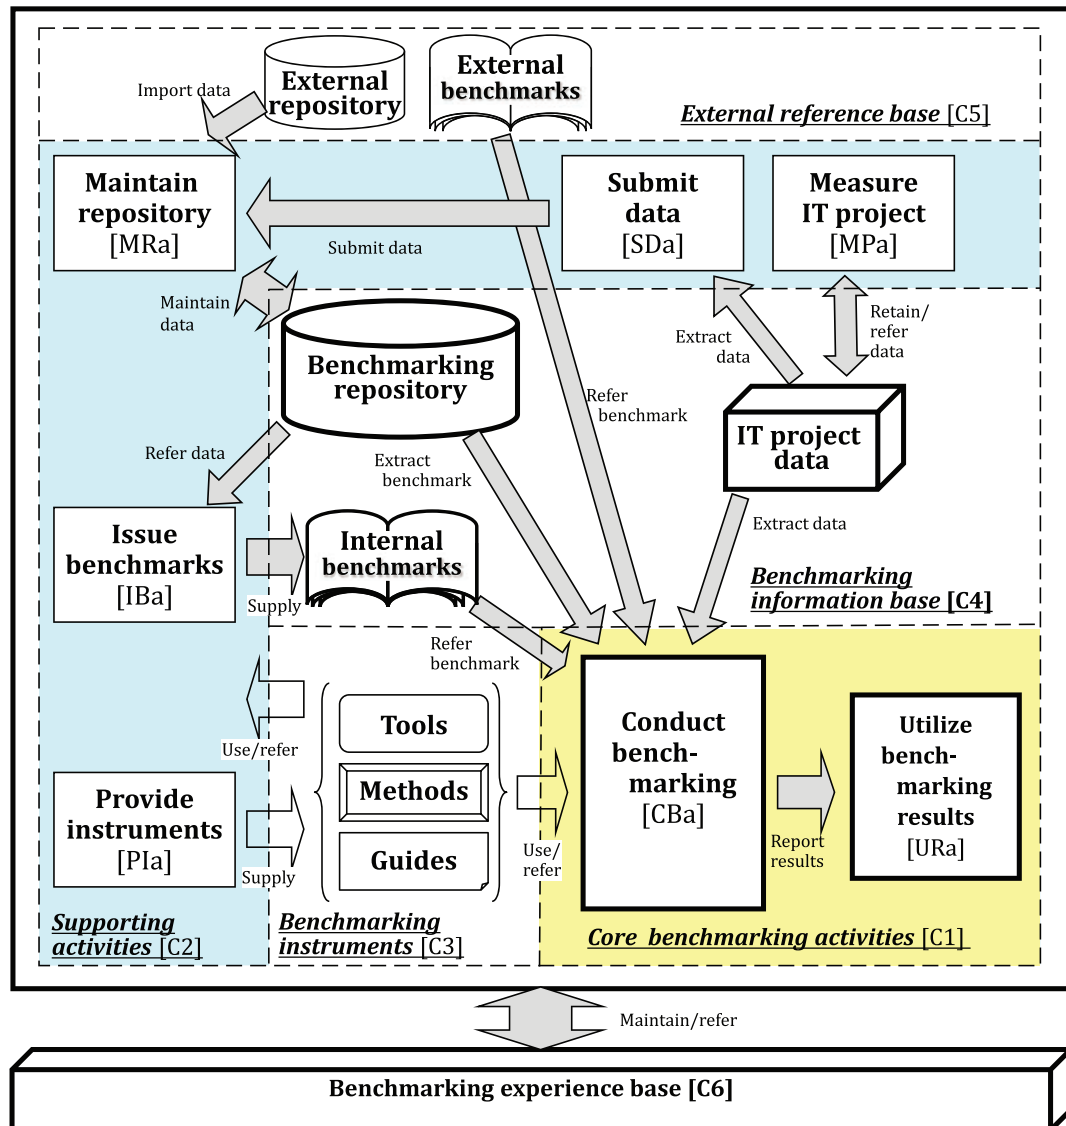 External
repository
External
benchmarks
Import data
External reference base [C5]
Maintain
repository
[MRa]
Submit
data
[SDa]
Measure
IT project
[MPa]
Submit data
Maintain
data
Extract
data
Retain/
refer
data
Benchmarking
repository
Refer
benchmark
IT project
data
Refer data
Extract
benchmark
Extract data
Issue
benchmarks
[IBa]
Supply
Internal
benchmarks
Benchmarking
information base [C4]
Refer
benchmark
Use/refer
Tools
Methods
Guides
Provide
instruments
[PIa]
Supply
Use/
refer
Conduct
bench-
marking
[CBa]
Report
results
Utilize
bench-
marking
results
[URa]
Supporting
activities [C2]
Benchmarking
instruments [C3]
Core benchmarking activities [C1]
Maintain/refer
Benchmarking experience base [C6]